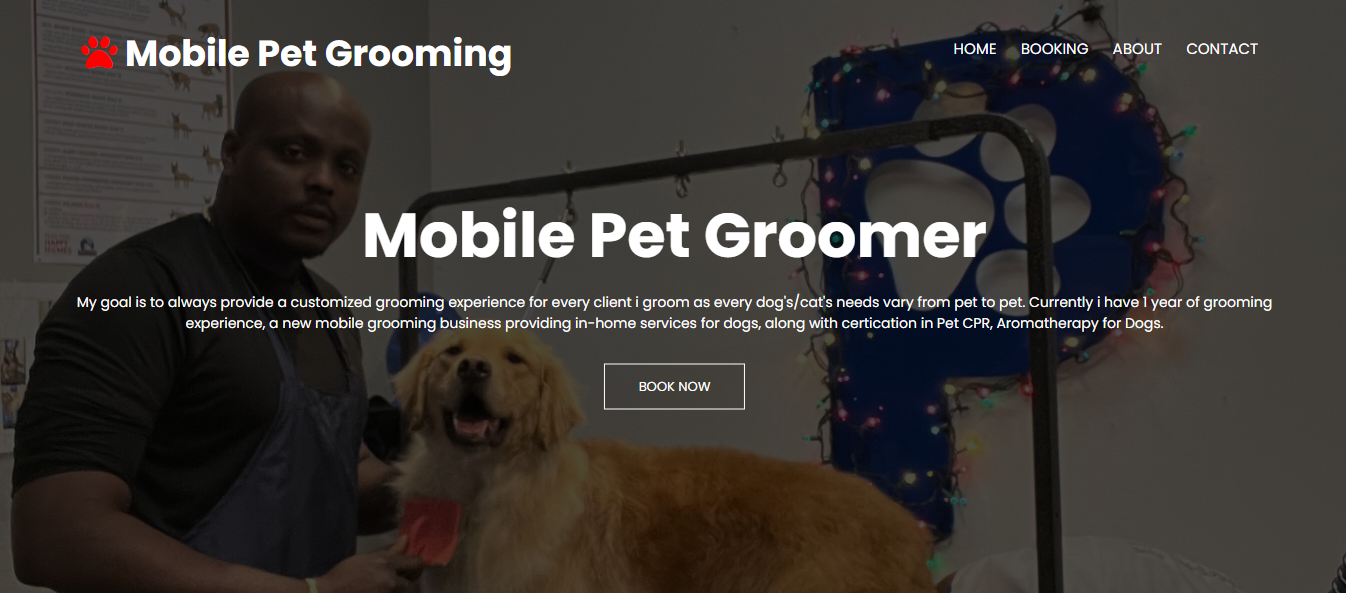 Mobile Pet Grooming
HOME BOOKING ABOUT CONTACT
Mobile Pet Groomer
My goal is to always provide a customized grooming experience for every client i groom as every dog's/cat's needs vary from pet to pet. Currently i have 1 year of grooming
experience, a new mobile grooming business providing in-home services for dogs, along with certication in Pet CPR, Aromatherapy for Dogs.
BOOK NOW
HAPPY
HOMES